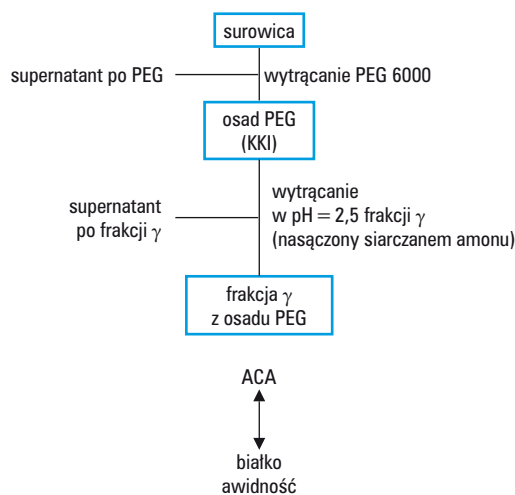 surowica
supernatant po PEG
wytrącanie PEG 6000
osad PEG
(KKI)
supernatant
po frakcji γ
wytrącanie
w pH = 2,5 frakcji γ
(nasączony siarczanem amonu)
frakcja γ
z osadu PEG
ACA
białko
awidność